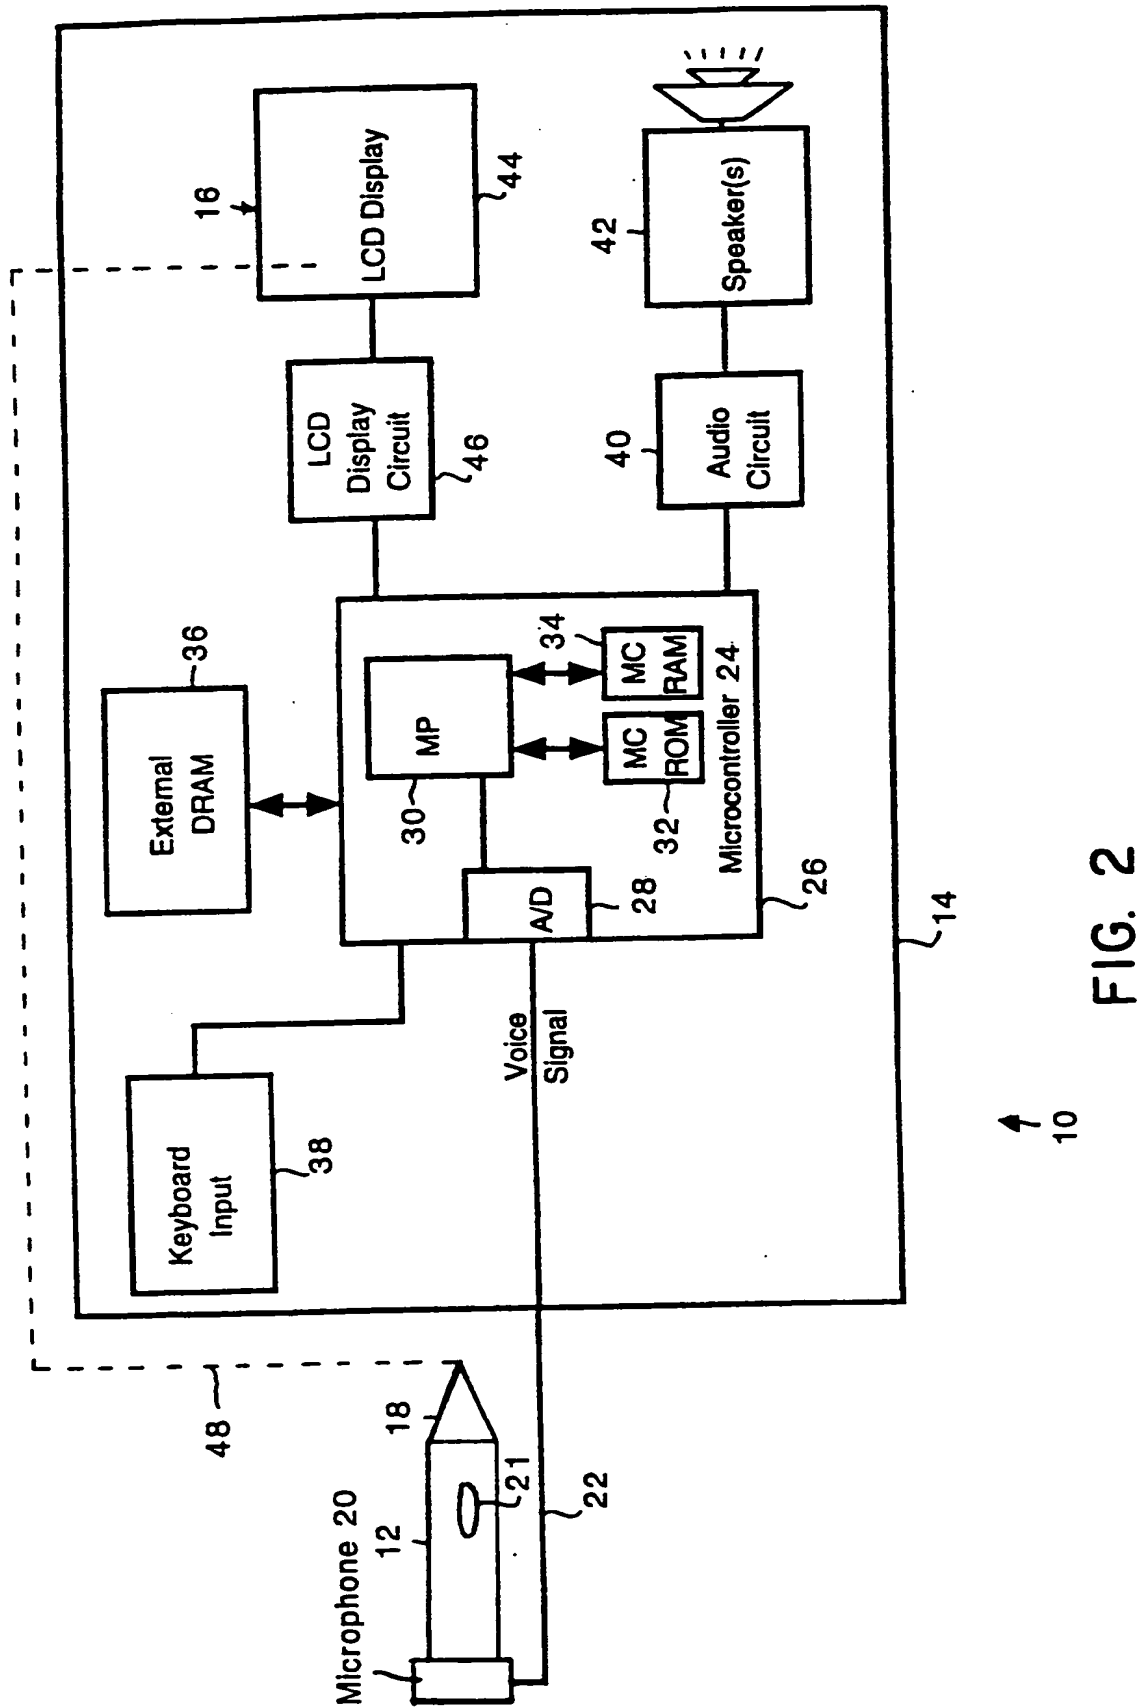 Microphone 20
12
18
21
22
48
Keyboard
Input
38
Voice
Signal
External
DRAM
36
A/D
28
MP
30
MC
ROM
32
MC
RAM
34
Microcontroller 24
26
LCD
Display
Circuit
46
LCD Display
16
44
Audio
Circuit
40
Speaker(s)
42
14
10
FIG. 2